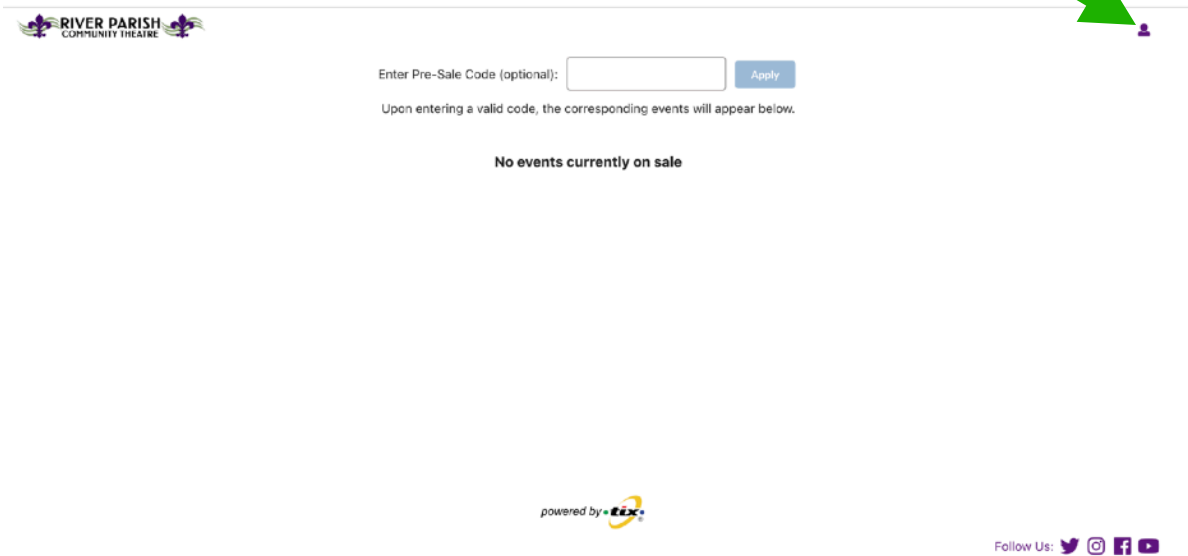 RIVER PARISH
COMMUNITY THEATRE
Enter Pre-Sale Code (optional):
Apply
Upon entering a valid code, the corresponding events will appear below.
No events currently on sale
powered by tix
Follow Us: